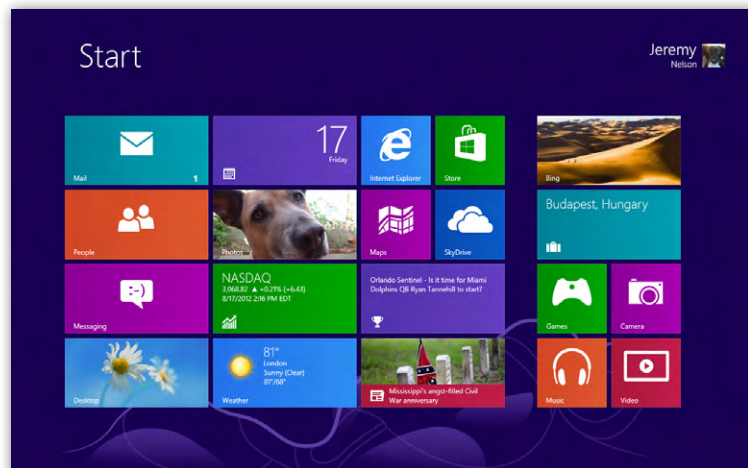 Start
Jeremy
Nelson
Mail
1
17
Friday
Internet Explorer
Store
Bing
People
Photos
Maps
SkyDrive
Budapest, Hungary
Messaging
:-)
NASDAQ
3,068.82 ▲ +0.21% (+6.43)
8/17/2012 2:16 PM EDT
Orlando Sentinel - Is it time for Miami
Dolphins QB Ryan Tannehill to start?
Games
Camera
Desktop
81°
London
Sunny (Clear)
81°/68°
Weather
Mississippi's angst-filled Civil
War anniversary
Music
Video